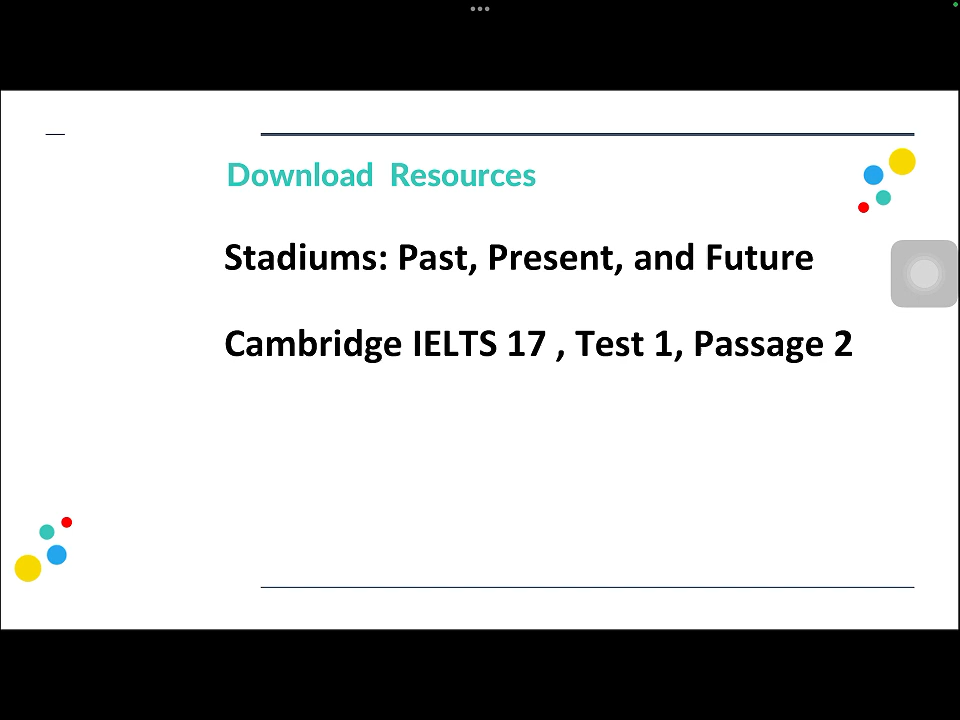 Download Resources
Stadiums: Past, Present, and Future
Cambridge IELTS 17 , Test 1, Passage 2